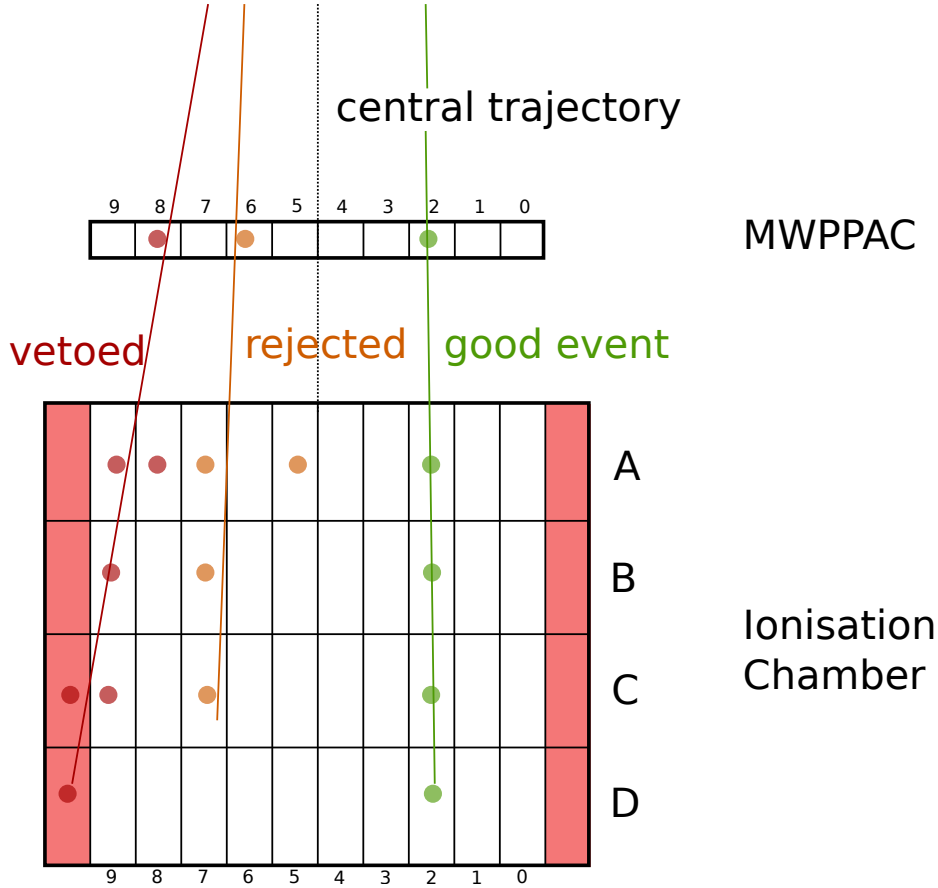 central trajectory
9 8 7 6 5 4 3 2 1 0
MWPPAC
vetoed rejected good event
A
B
Ionisation
Chamber
C
D
9 8 7 6 5 4 3 2 1 0